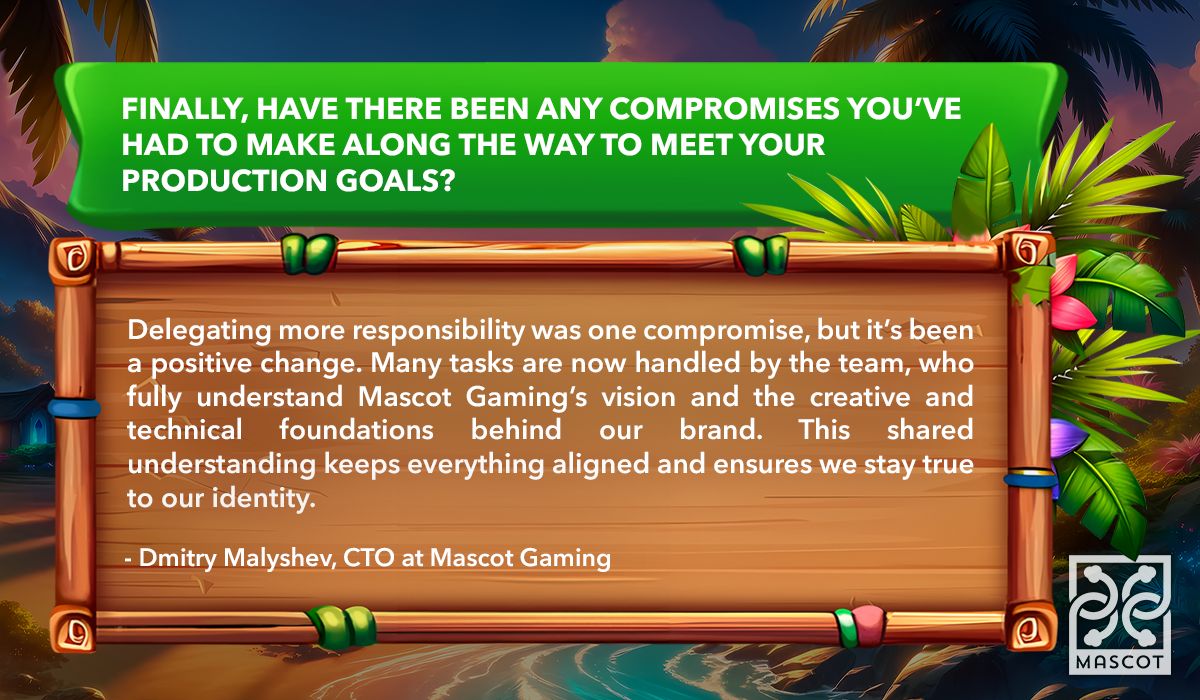 FINALLY, HAVE THERE BEEN ANY COMPROMISES YOU’VE
HAD TO MAKE ALONG THE WAY TO MEET YOUR
PRODUCTION GOALS?
Delegating more responsibility was one compromise, but it’s been
a positive change. Many tasks are now handled by the team, who
fully understand Mascot Gaming’s vision and the creative and
technical foundations behind our brand. This shared
understanding keeps everything aligned and ensures we stay true
to our identity.
- Dmitry Malyshev, CTO at Mascot Gaming
MASCOT